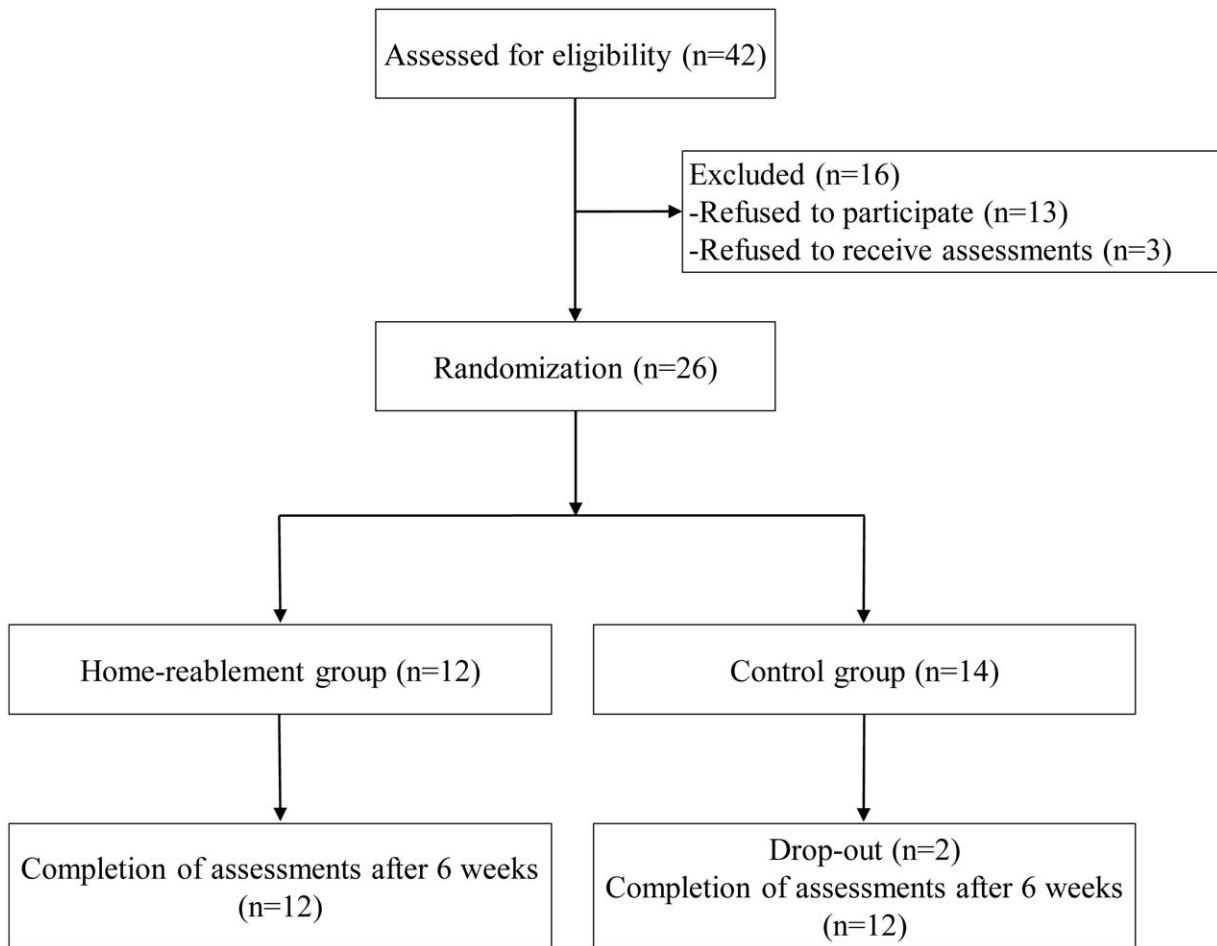 Assessed for eligibility (n=42)
Excluded (n=16)
-Refused to participate (n=13)
-Refused to receive assessments (n=3)
Randomization (n=26)
Home-reablement group (n=12)
Control group (n=14)
Completion of assessments after 6 weeks
(n=12)
Drop-out (n=2)
Completion of assessments after 6 weeks
(n=12)